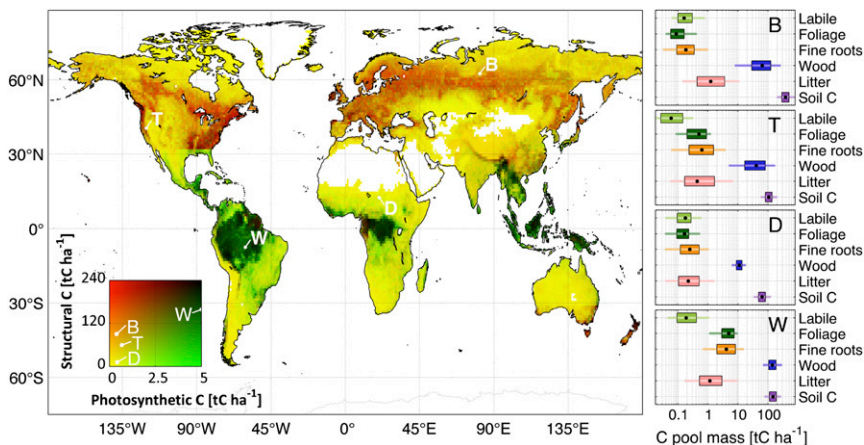 60°N
30°N
0°
30°S
60°S
135°W
90°W
45°W
0°
45°E
90°E
135°E
B
T
D
W
Structural C [tC ha⁻¹]
240
120
0
0
2.5
5
Photosynthetic C [tC ha⁻¹]
W
B
T
D
B
Labile
Foliage
Fine roots
Wood
Litter
Soil C
T
Labile
Foliage
Fine roots
Wood
Litter
Soil C
D
Labile
Foliage
Fine roots
Wood
Litter
Soil C
W
Labile
Foliage
Fine roots
Wood
Litter
Soil C
0.1 1 10 100
C pool mass [tC ha⁻¹]